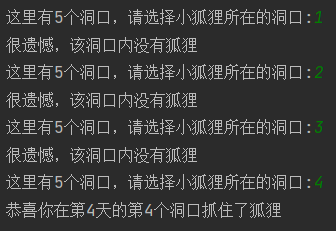 这里有5个洞口，请选择小狐狸所在的洞口:1
很遗憾，该洞口内没有狐狸
这里有5个洞口，请选择小狐狸所在的洞口:2
很遗憾，该洞口内没有狐狸
这里有5个洞口，请选择小狐狸所在的洞口:3
很遗憾，该洞口内没有狐狸
这里有5个洞口，请选择小狐狸所在的洞口:4
恭喜你在第4天的第4个洞口抓住了狐狸